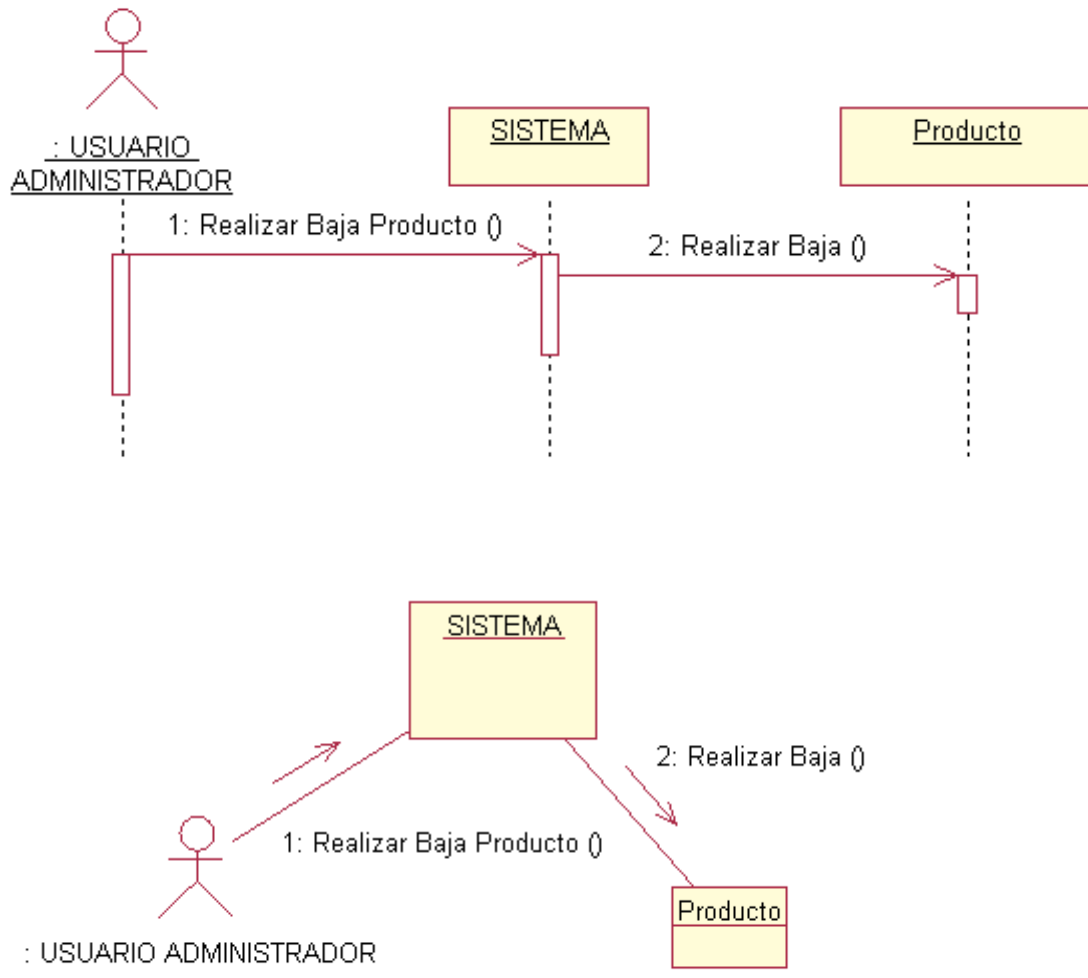 : USUARIO
ADMINISTRADOR
SISTEMA
Producto
1: Realizar Baja Producto ()
2: Realizar Baja ()
SISTEMA
2: Realizar Baja ()
1: Realizar Baja Producto ()
Producto
: USUARIO ADMINISTRADOR